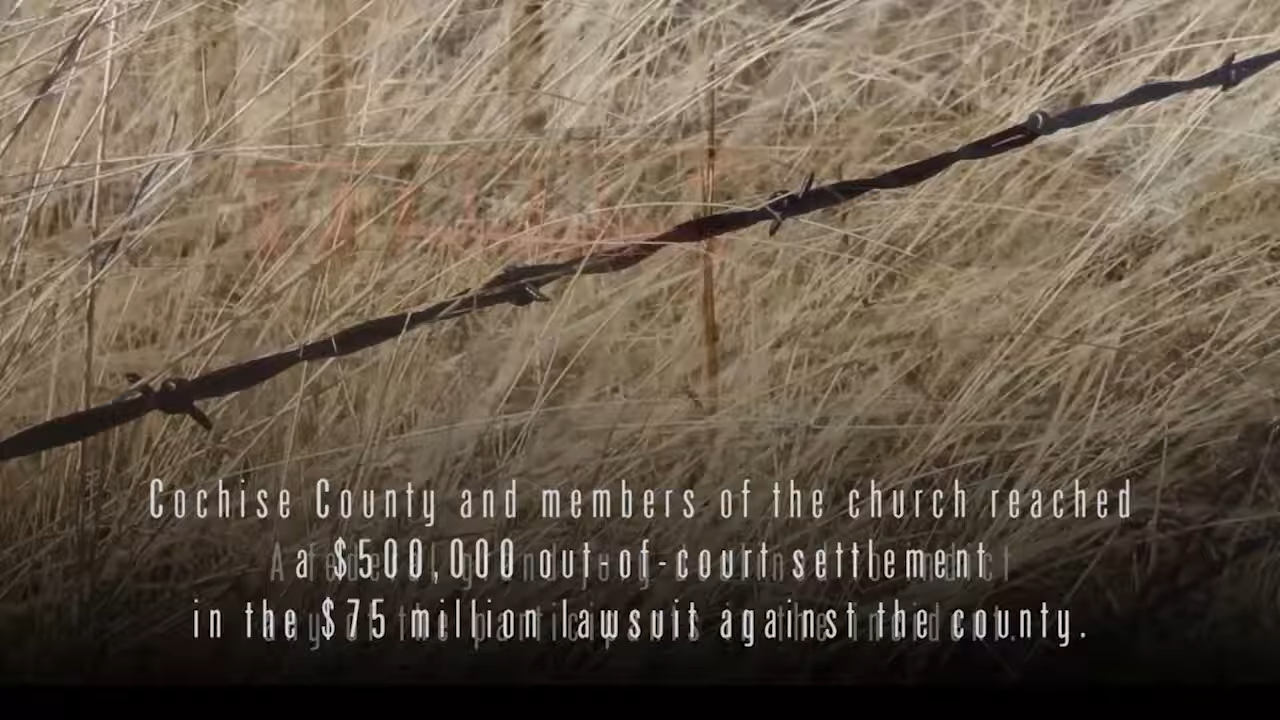 Cochise County and members of the church reached
a $500,000 out-of-court settlement
in the $75 million lawsuit against the county.